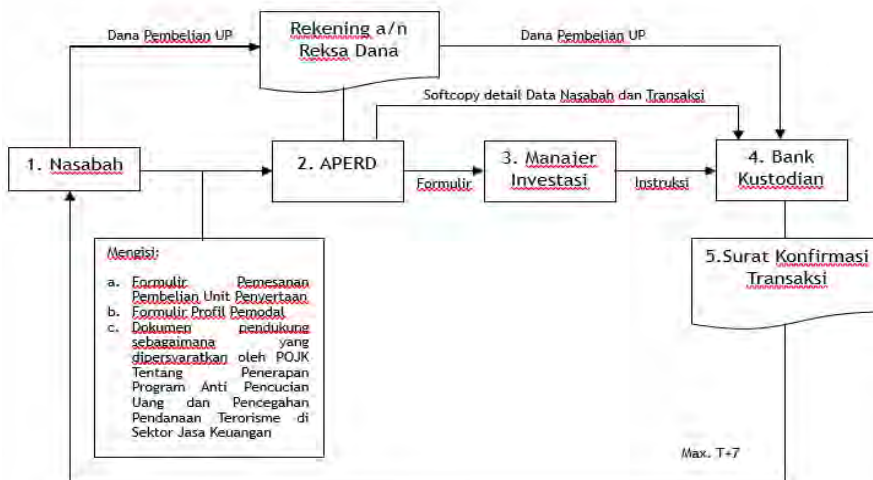 Dana Pembelian UP
Rekening a/n
Reksa Dana
Dana Pembelian UP
Softcopy detail Data Nasabah dan Transaksi
1. Nasabah
2. APERD
Formulir
3. Manajer
Investasi
Instruksi
4. Bank
Kustodian
Mengisi:
a. Formulir Pemesanan
Pembelian Unit Penyertaan
b. Formulir Profil Pemodal
c. Dokumen pendukung
sebagaimana yang
dipersyaratkan oleh POJK
Tentang Penerapan
Program Anti Pencucian
Uang dan Pencegahan
Pendanaan Terorisme di
Sektor Jasa Keuangan
5.Surat Konfirmasi
Transaksi
Max. T+7